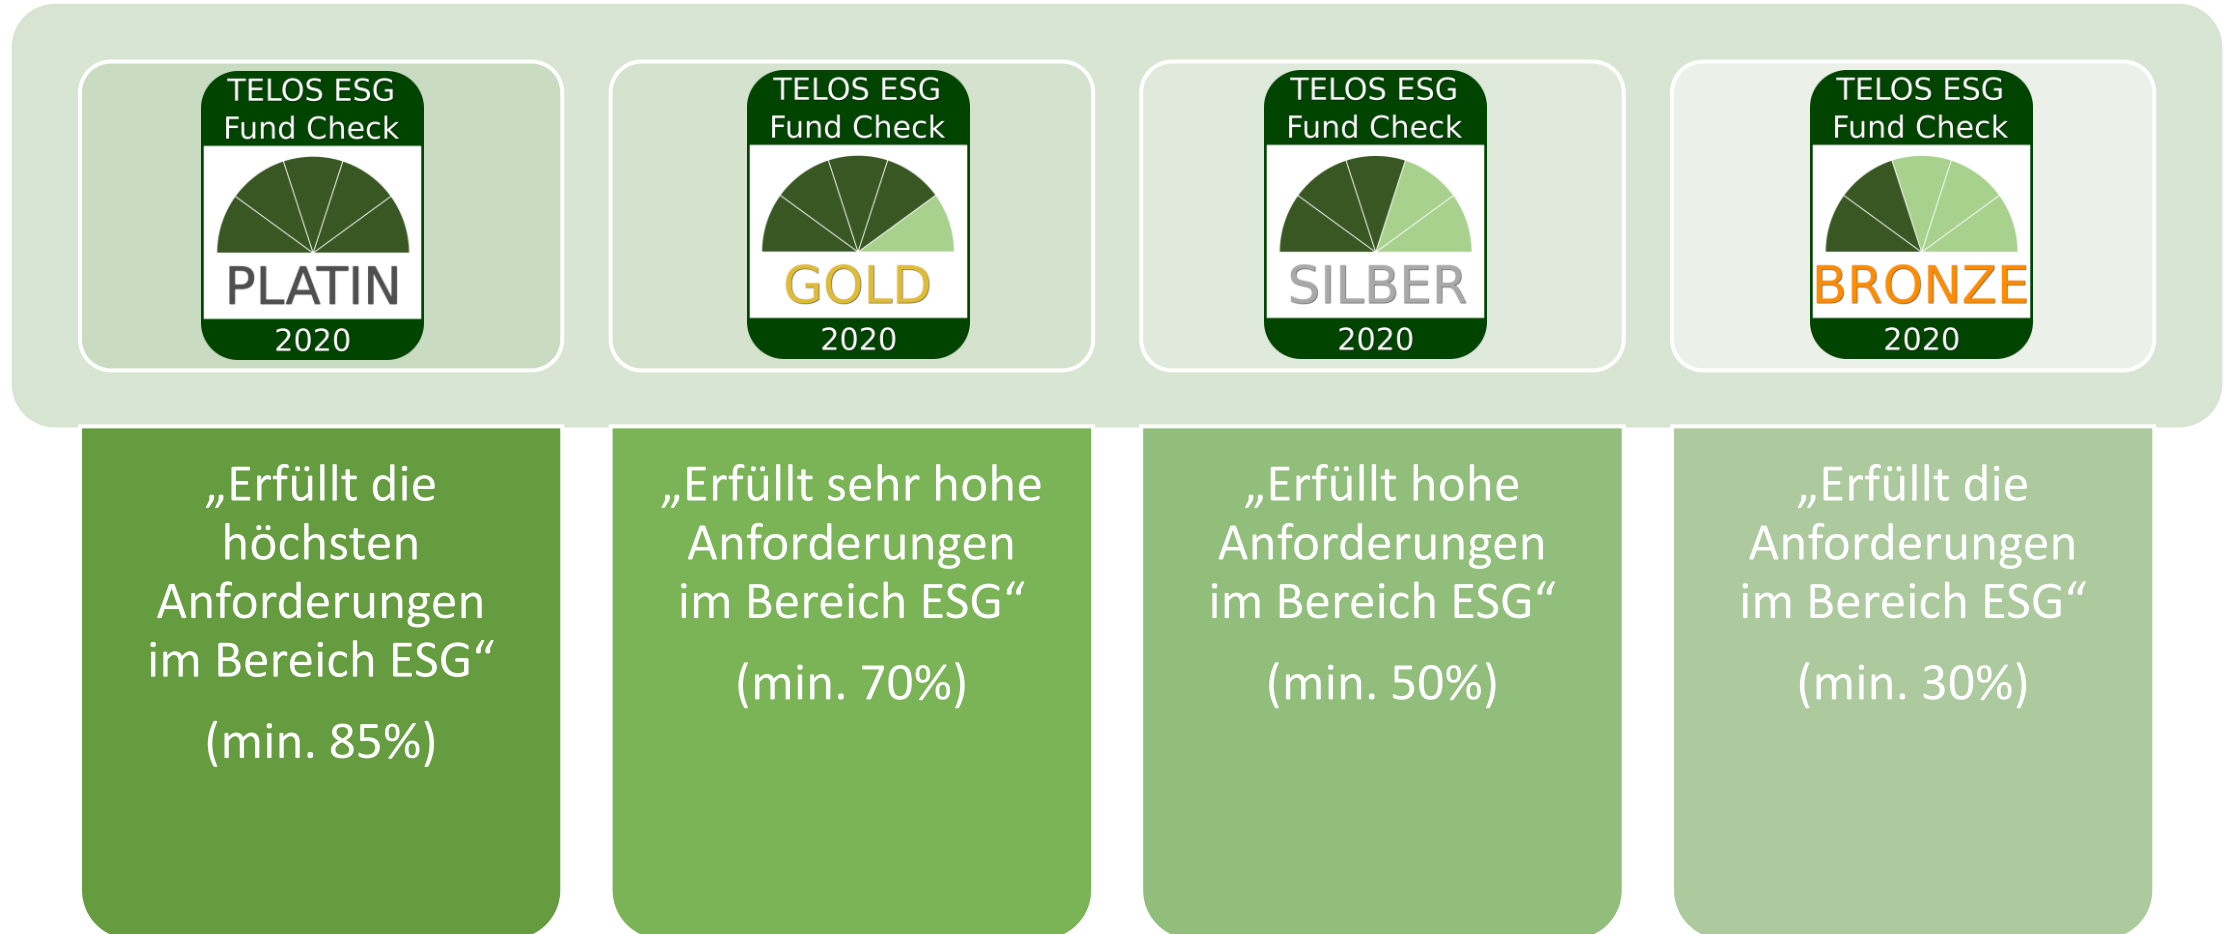 TELOS ESG
Fund Check
PLATIN
2020
TELOS ESG
Fund Check
GOLD
2020
TELOS ESG
Fund Check
SILBER
2020
TELOS ESG
Fund Check
BRONZE
2020
„Erfüllt die
höchsten
Anforderungen
im Bereich ESG“
(min. 85%)
„Erfüllt sehr hohe
Anforderungen
im Bereich ESG“
(min. 70%)
„Erfüllt hohe
Anforderungen
im Bereich ESG“
(min. 50%)
„Erfüllt die
Anforderungen
im Bereich ESG“
(min. 30%)